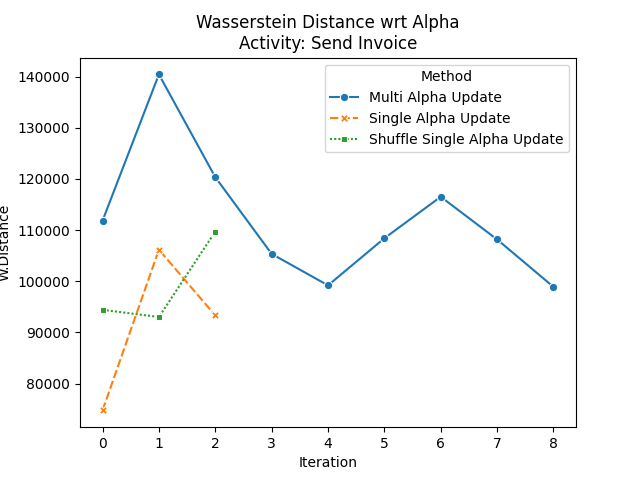 Wasserstein Distance wrt Alpha
Activity: Send Invoice
Method
Multi Alpha Update
Single Alpha Update
Shuffle Single Alpha Update
W.Distance
140000
130000
120000
110000
100000
90000
80000
0 1 2 3 4 5 6 7 8
Iteration